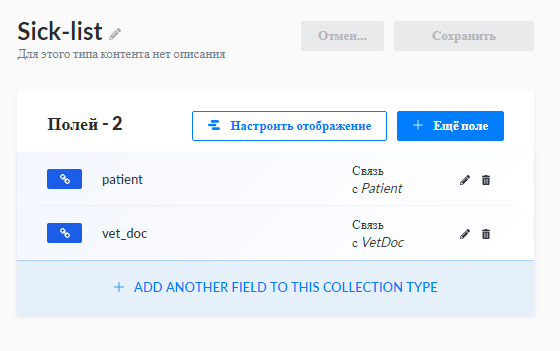 Sick-list
Отмен...
Сохранить
Для этого типа контента нет описания
Полей - 2
Настроить отображение
Ещё поле
patient
Связь
с Patient
vet_doc
Связь
с VetDoc
ADD ANOTHER FIELD TO THIS COLLECTION TYPE